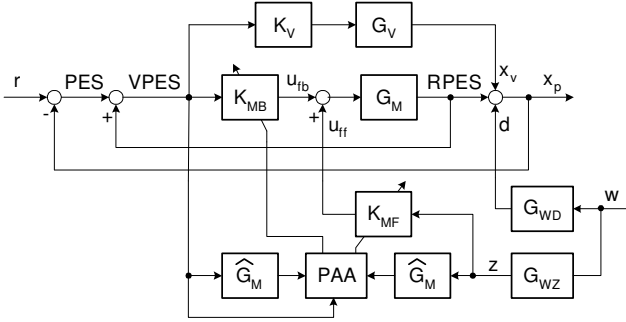 K_V G_V
r PES VPES K_MB u_fb G_M RPES x_v x_p
- + + u_ff d
K_MF G_WD w
Ĝ_M PAA Ĝ_M z G_WZ